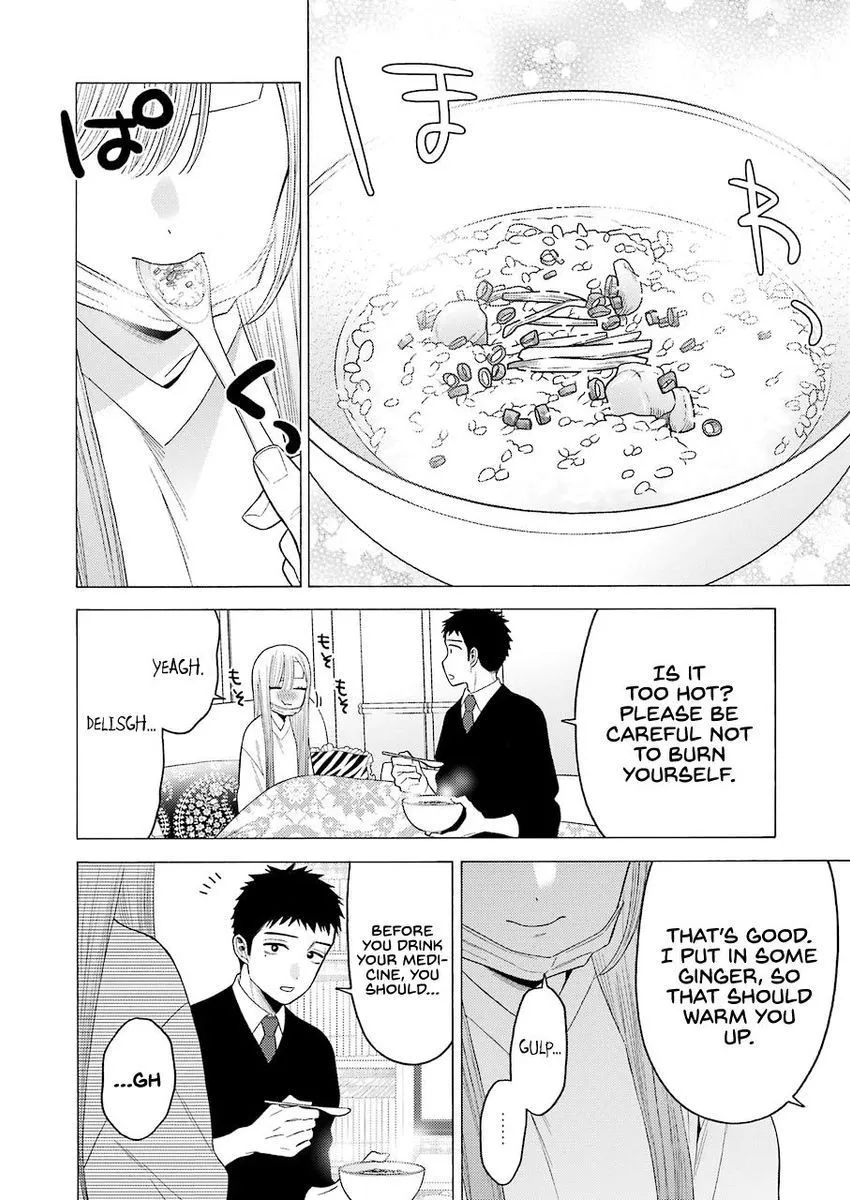 ほわ
ぱ
くっ
IS IT
TOO HOT?
PLEASE BE
CAREFUL NOT
TO BURN
YOURSELF.
もそ
もそ
YEAGH.
DELISGH...
THAT'S GOOD.
I PUT IN SOME
GINGER, SO
THAT SHOULD
WARM YOU
UP.
GULP...
......
BEFORE
YOU DRINK
YOUR MEDI-
CINE, YOU
SHOULD...
...GH